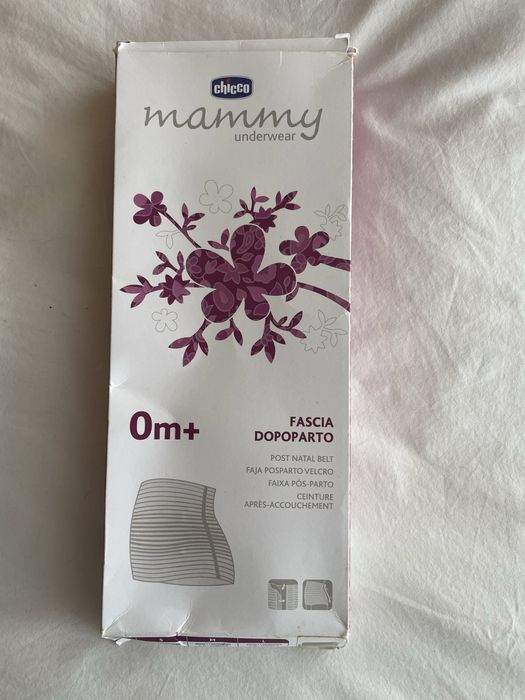 chicco
mammy
underwear
0m+
FASCIA
DOPOPARTO
POST NATAL BELT
FAJA POSPARTO VELCRO
FAIXA PÓS-PARTO
CEINTURE
APRÈS-ACCOUCHEMENT
S M L